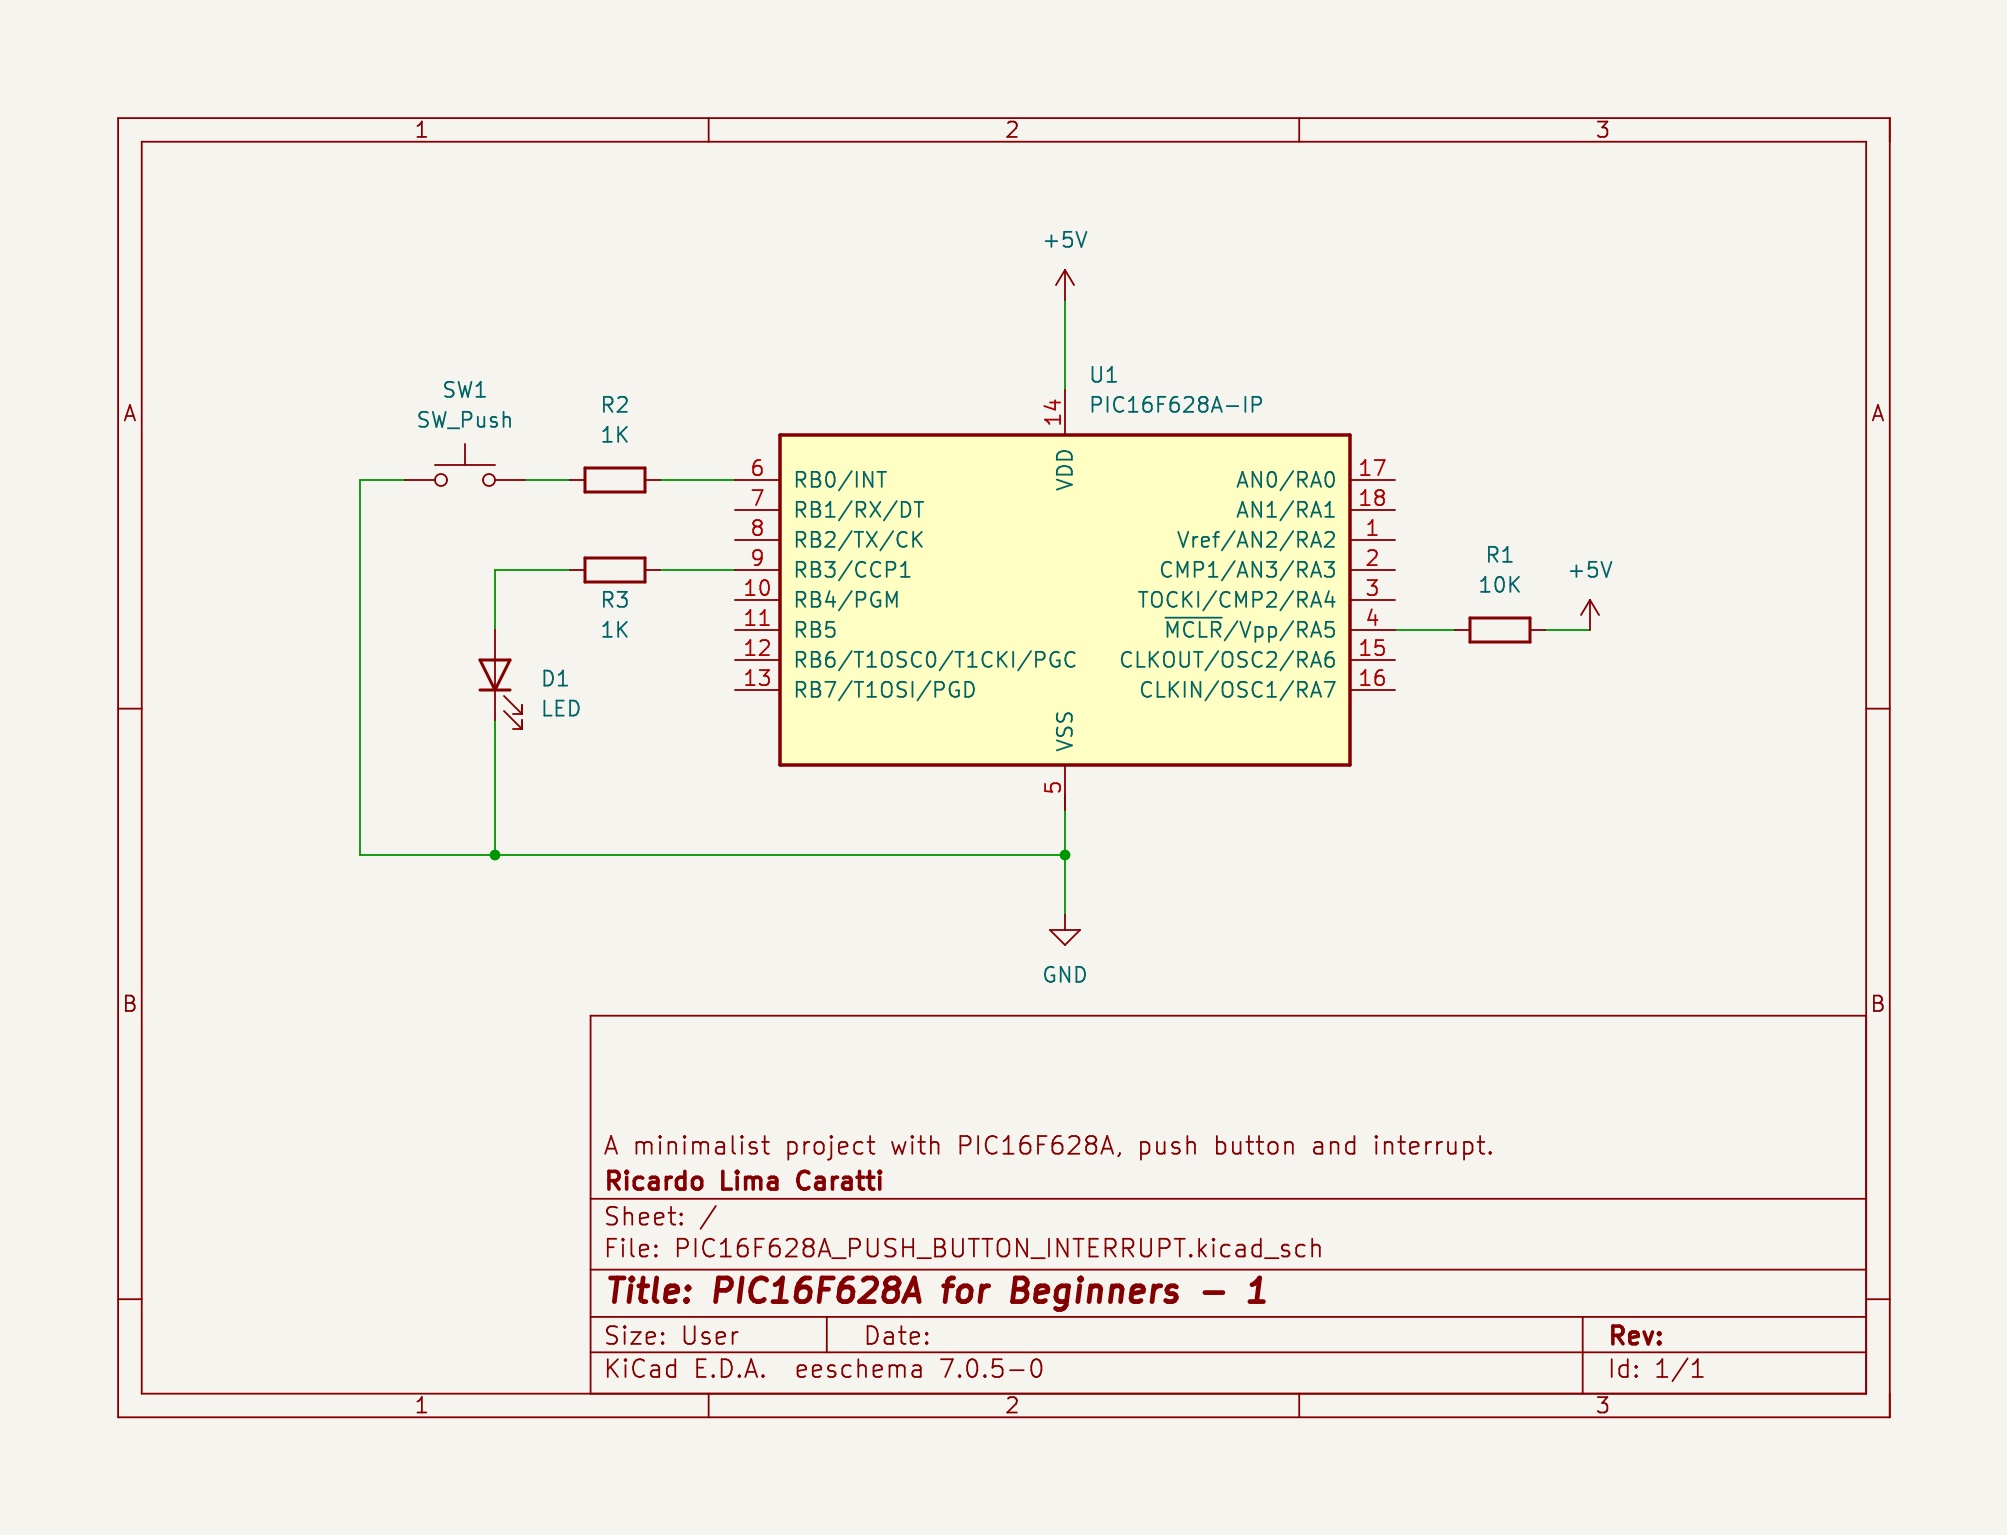 1 2 3
+5V
U1
PIC16F628A-IP
SW1
SW_Push
R2
1K
A
A
14
VDD
6 RB0/INT
7 RB1/RX/DT
8 RB2/TX/CK
9 RB3/CCP1
10 RB4/PGM
11 RB5
12 RB6/T1OSC0/T1CKI/PGC
13 RB7/T1OSI/PGD
AN0/RA0 17
AN1/RA1 18
Vref/AN2/RA2 1
CMP1/AN3/RA3 2
TOCKI/CMP2/RA4 3
MCLR/Vpp/RA5 4
CLKOUT/OSC2/RA6 15
CLKIN/OSC1/RA7 16
R1
10K
+5V
R3
1K
D1
LED
VSS
5
GND
B
B
A minimalist project with PIC16F628A, push button and interrupt.
Ricardo Lima Caratti
Sheet: /
File: PIC16F628A_PUSH_BUTTON_INTERRUPT.kicad_sch
Title: PIC16F628A for Beginners - 1
Size: User Date: Rev:
KiCad E.D.A. eeschema 7.0.5-0 Id: 1/1
1 2 3